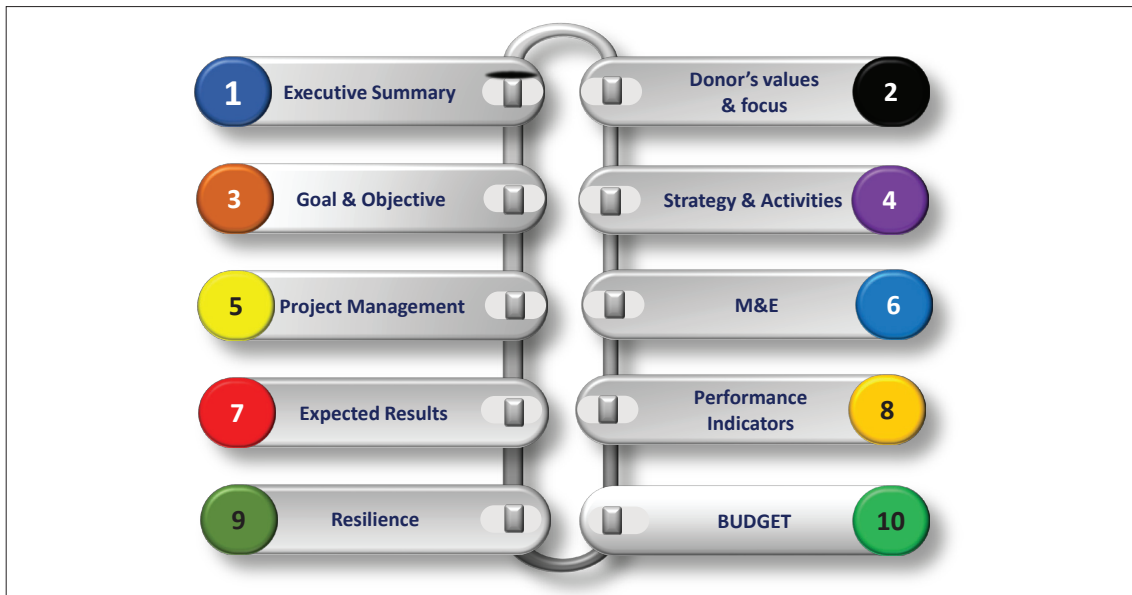 1
Executive Summary
Donor’s values
& focus
2
3
Goal & Objective
Strategy & Activities
4
5
Project Management
M&E
6
7
Expected Results
Performance
Indicators
8
9
Resilience
BUDGET
10